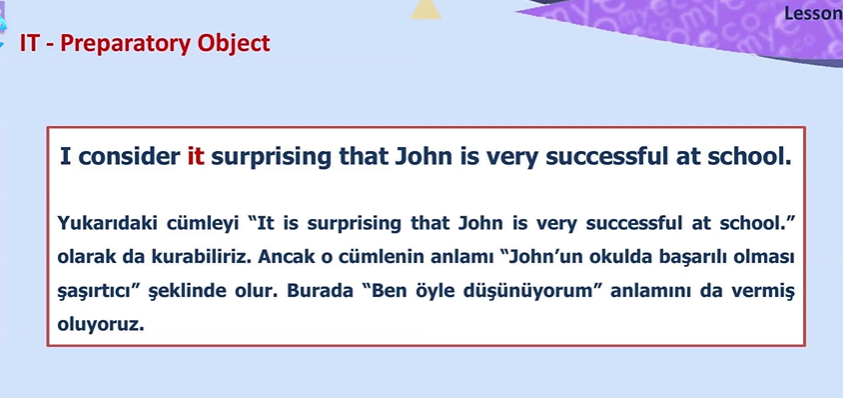 Lesson
IT - Preparatory Object
I consider it surprising that John is very successful at school.
Yukarıdaki cümleyi “It is surprising that John is very successful at school.”
olarak da kurabiliriz. Ancak o cümlenin anlamı “John’un okulda başarılı olması
şaşırtıcı” şeklinde olur. Burada “Ben öyle düşünüyorum” anlamını da vermiş
oluyoruz.